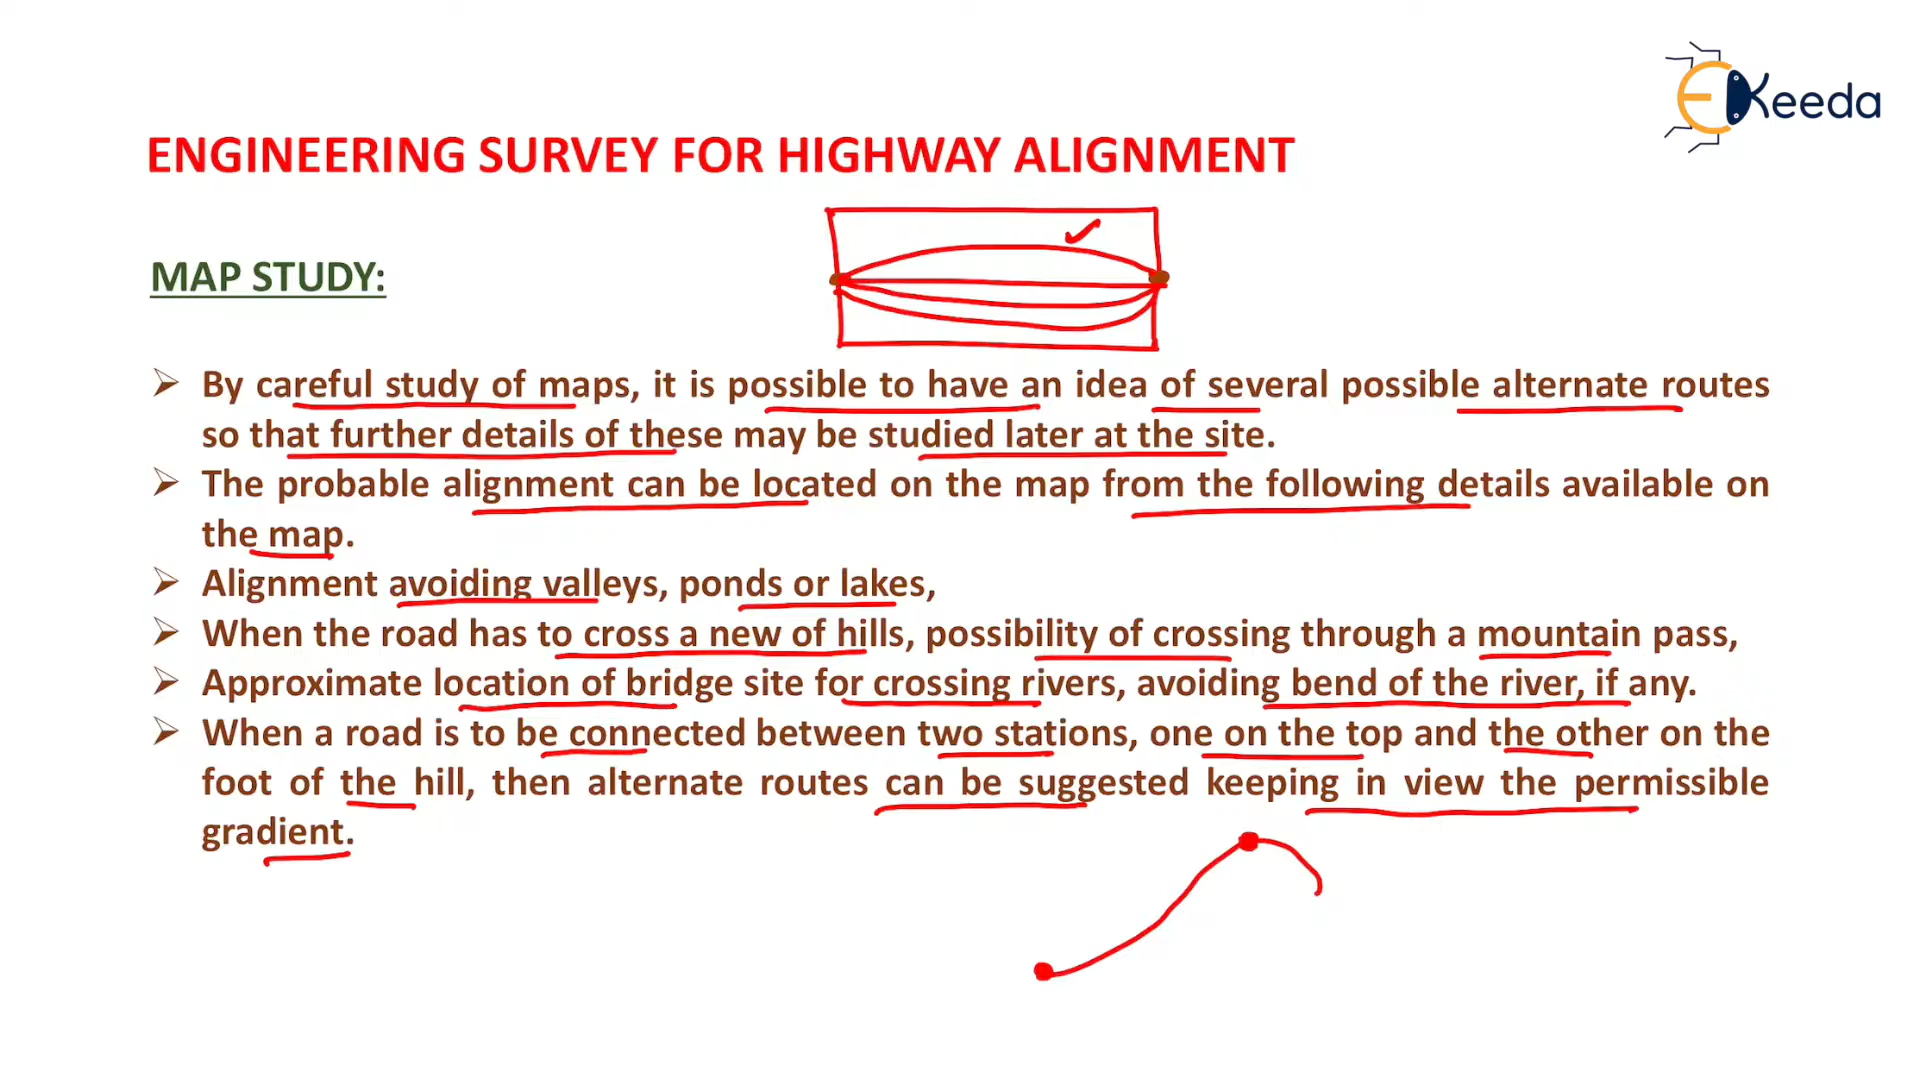 EKeeda
ENGINEERING SURVEY FOR HIGHWAY ALIGNMENT
MAP STUDY:
➢ By careful study of maps, it is possible to have an idea of several possible alternate routes
so that further details of these may be studied later at the site.
➢ The probable alignment can be located on the map from the following details available on
the map.
➢ Alignment avoiding valleys, ponds or lakes,
➢ When the road has to cross a new of hills, possibility of crossing through a mountain pass,
➢ Approximate location of bridge site for crossing rivers, avoiding bend of the river, if any.
➢ When a road is to be connected between two stations, one on the top and the other on the
foot of the hill, then alternate routes can be suggested keeping in view the permissible
gradient.